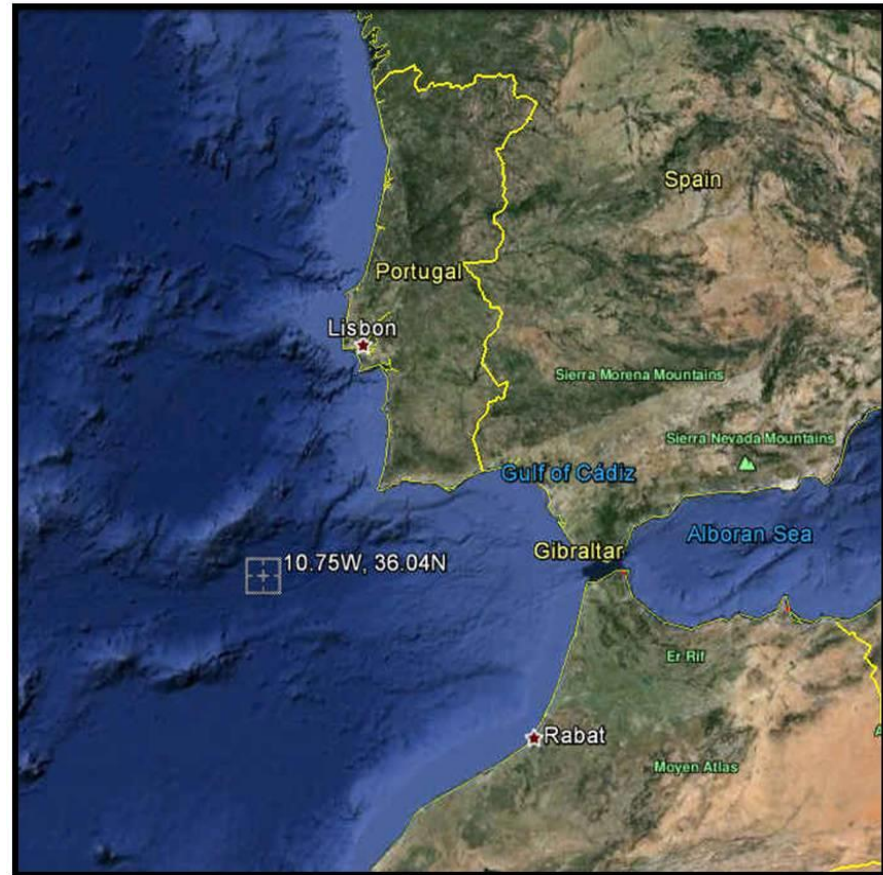 Spain
Portugal
Lisbon
Sierra Morena Mountains
Sierra Nevada Mountains
Gulf of Cádiz
Alboran Sea
Gibraltar
10.75W, 36.04N
Er Rif
Rabat
Moyen Atlas
A